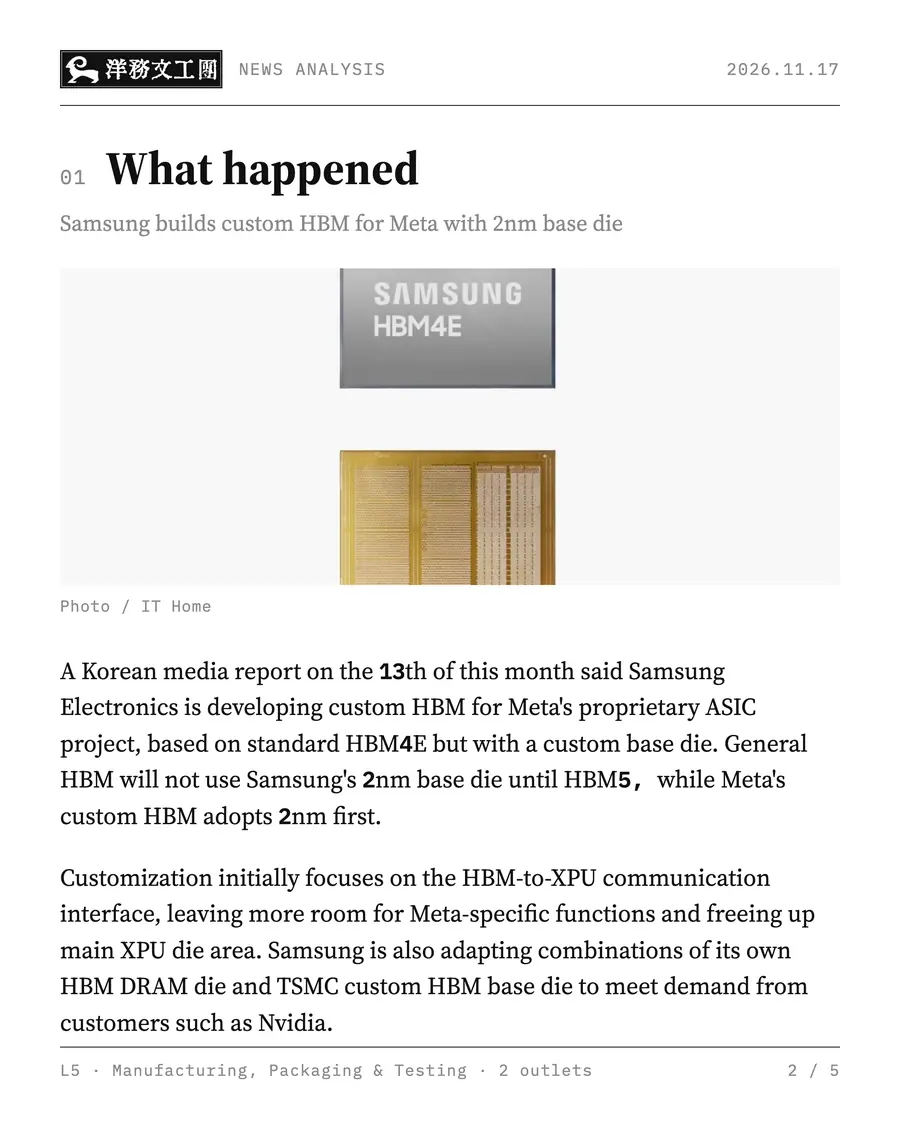 洋務文工團 NEWS ANALYSIS 2026.11.17
01 What happened
Samsung builds custom HBM for Meta with 2nm base die
SAMSUNG
HBM4E
Photo / IT Home
A Korean media report on the 13th of this month said Samsung
Electronics is developing custom HBM for Meta's proprietary ASIC
project, based on standard HBM4E but with a custom base die. General
HBM will not use Samsung's 2nm base die until HBM5, while Meta's
custom HBM adopts 2nm first.
Customization initially focuses on the HBM-to-XPU communication
interface, leaving more room for Meta-specific functions and freeing up
main XPU die area. Samsung is also adapting combinations of its own
HBM DRAM die and TSMC custom HBM base die to meet demand from
customers such as Nvidia.
L5 · Manufacturing, Packaging & Testing · 2 outlets 2 / 5